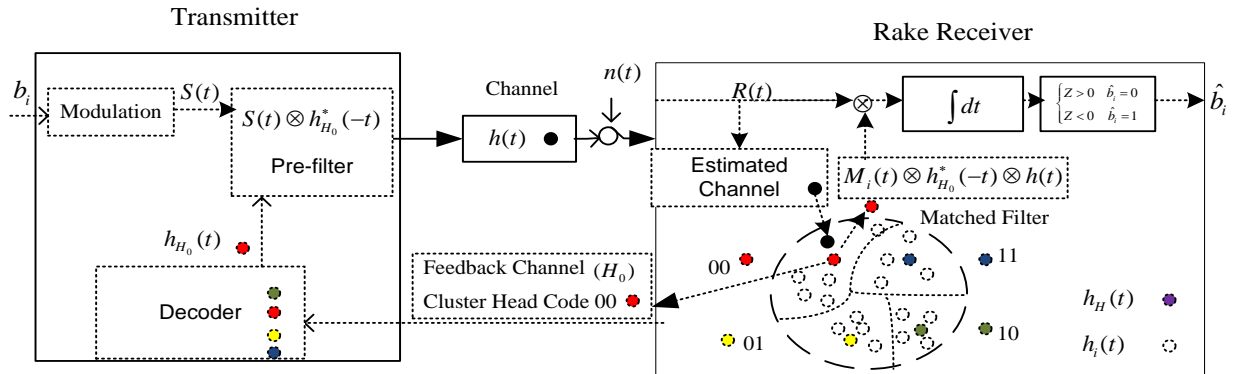 Transmitter
Rake Receiver
b_i
Modulation
S(t)
S(t) ⊗ h*_{H_0}(-t)
Pre-filter
Channel
h(t)
n(t)
R(t)
⊗
∫ dt
{ Z > 0 b̂_i = 0
Z < 0 b̂_i = 1
b̂_i
Estimated
Channel
M_i(t) ⊗ h*_{H_0}(-t) ⊗ h(t)
Matched Filter
h_{H_0}(t)
Decoder
Feedback Channel (H_0)
Cluster Head Code 00
00
11
01
10
h_H(t)
h_i(t)